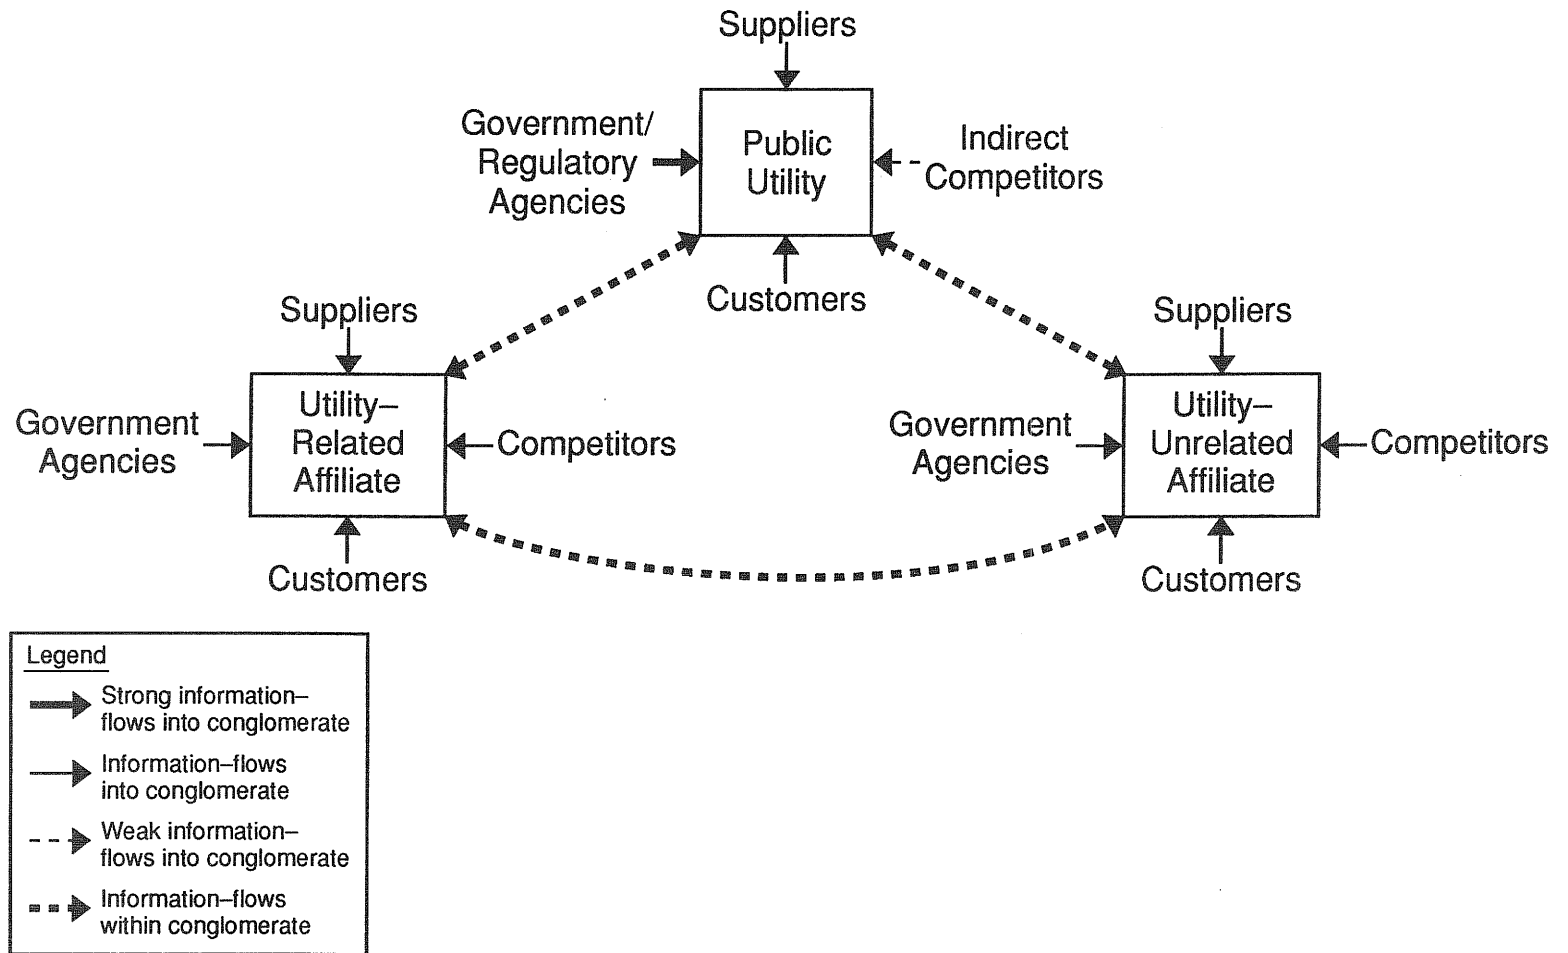 Suppliers
Government/
Regulatory
Agencies
Public
Utility
Indirect
Competitors
Customers
Suppliers
Government
Agencies
Utility–
Related
Affiliate
Competitors
Customers
Suppliers
Government
Agencies
Utility–
Unrelated
Affiliate
Competitors
Customers
Legend
Strong information–
flows into conglomerate
Information–flows
into conglomerate
Weak information–
flows into conglomerate
Information–flows
within conglomerate